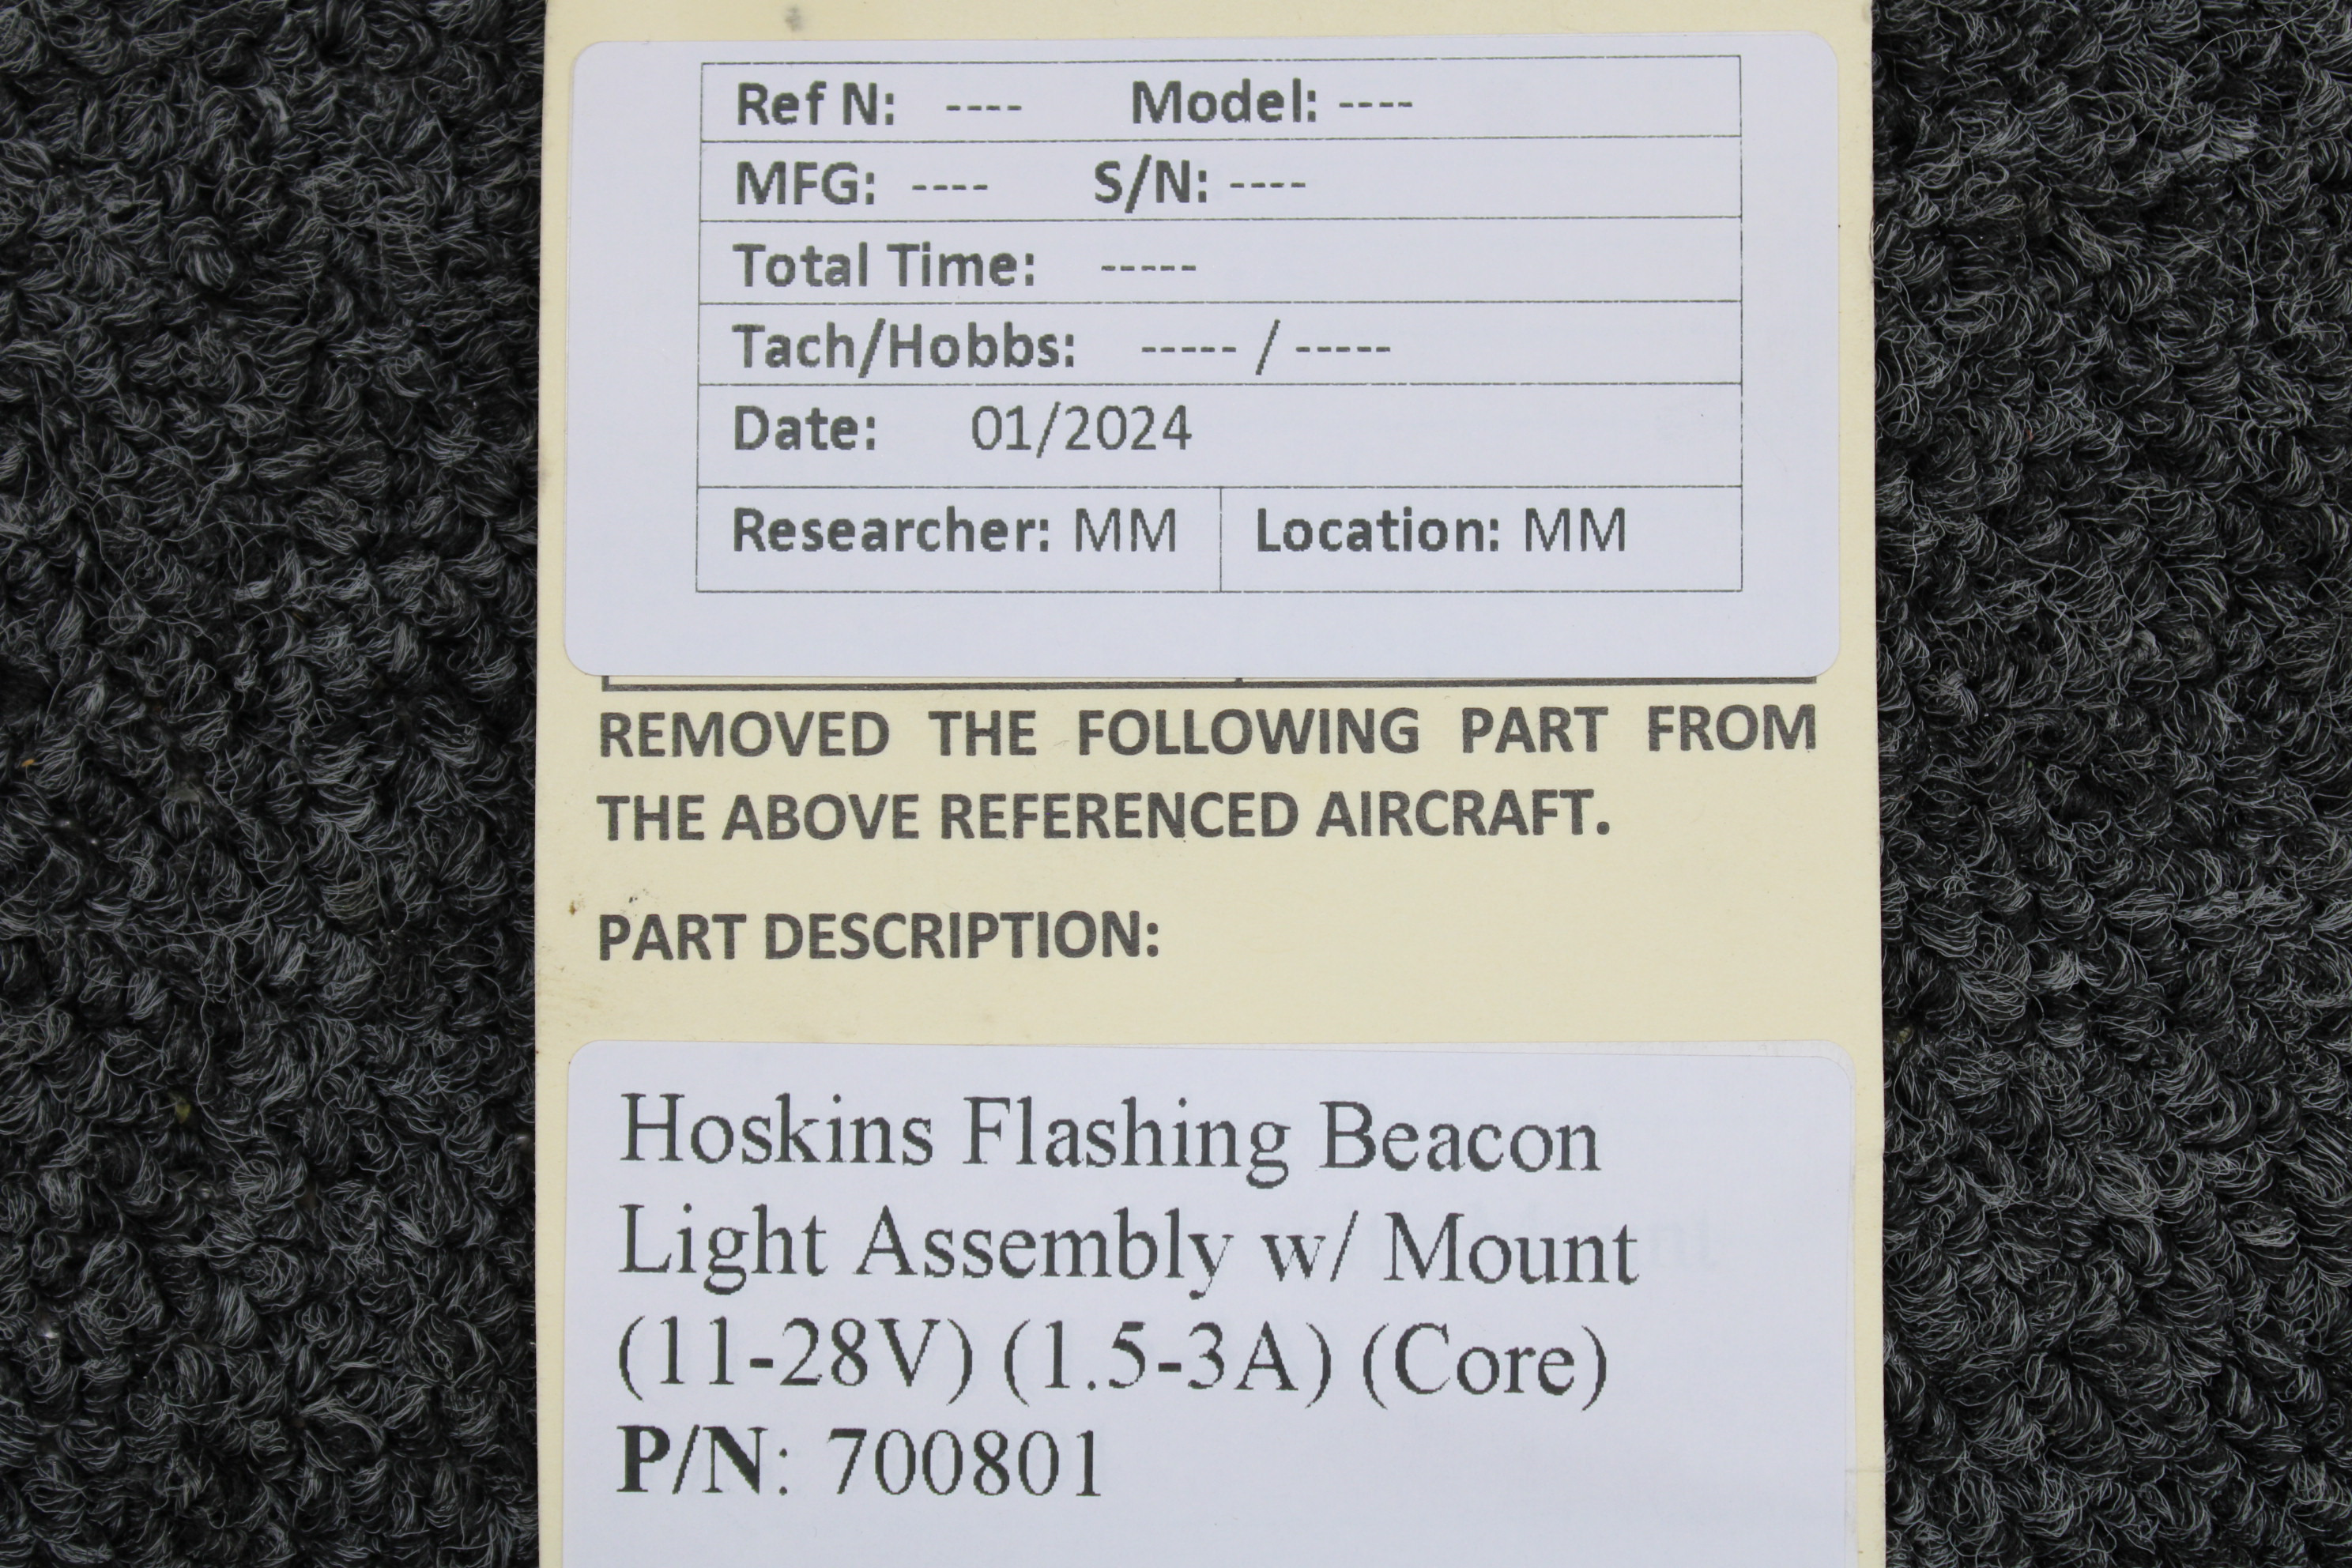 Ref N: ---- Model: ----
MFG: ---- S/N: ----
Total Time: -----
Tach/Hobbs: ----- / -----
Date: 01/2024
Researcher: MM Location: MM
REMOVED THE FOLLOWING PART FROM
THE ABOVE REFERENCED AIRCRAFT.
PART DESCRIPTION:
Hoskins Flashing Beacon
Light Assembly w/ Mount
(11-28V) (1.5-3A) (Core)
P/N: 700801